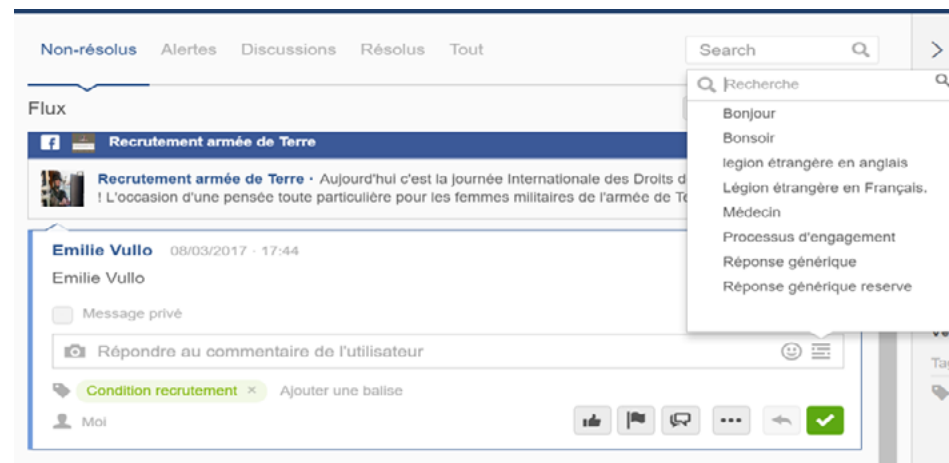 Non-résolus Alertes Discussions Résolus Tout
Search
Recherche
Bonjour
Bonsoir
legion étrangère en anglais
Légion étrangère en Français.
Médecin
Processus d'engagement
Réponse générique
Réponse générique reserve
Flux
Recrutement armée de Terre
Recrutement armée de Terre · Aujourd'hui c'est la journée Internationale des Droits d
! L'occasion d'une pensée toute particulière pour les femmes militaires de l'armée de Te
Emilie Vullo 08/03/2017 · 17:44
Emilie Vullo
Message privé
Répondre au commentaire de l'utilisateur
Condition recrutement × Ajouter une balise
Moi
Tag